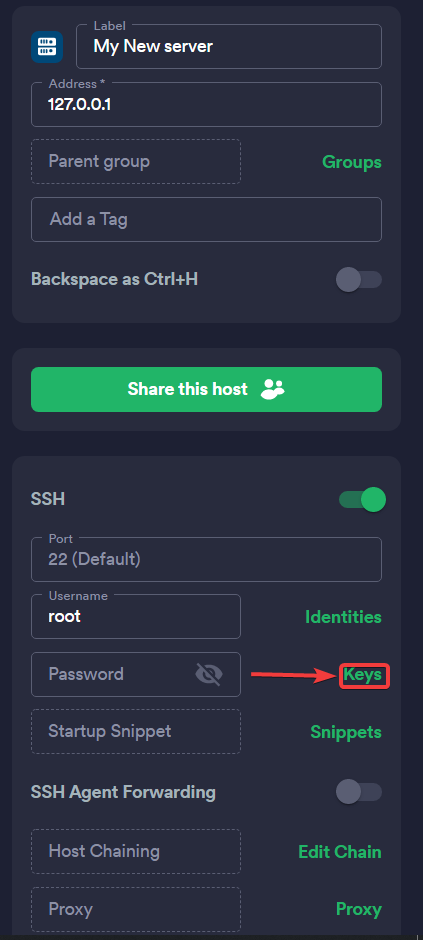 Label
My New server
Address *
127.0.0.1
Parent group
Groups
Add a Tag
Backspace as Ctrl+H
Share this host
SSH
Port
22 (Default)
Username
root
Identities
Password
Keys
Startup Snippet
Snippets
SSH Agent Forwarding
Host Chaining
Edit Chain
Proxy
Proxy